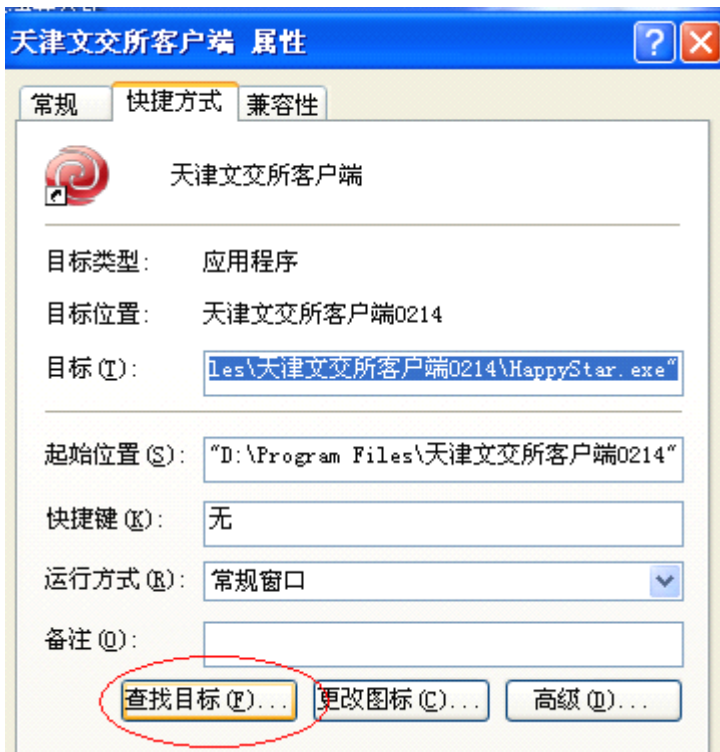 天津文交所客户端 属性
常规 快捷方式 兼容性
天津文交所客户端
目标类型: 应用程序
目标位置: 天津文交所客户端0214
目标(T): les\天津文交所客户端0214\HappyStar.exe"
起始位置(S): "D:\Program Files\天津文交所客户端0214"
快捷键(K): 无
运行方式(R): 常规窗口
备注(O):
查找目标(F)... 更改图标(C)... 高级(D)...